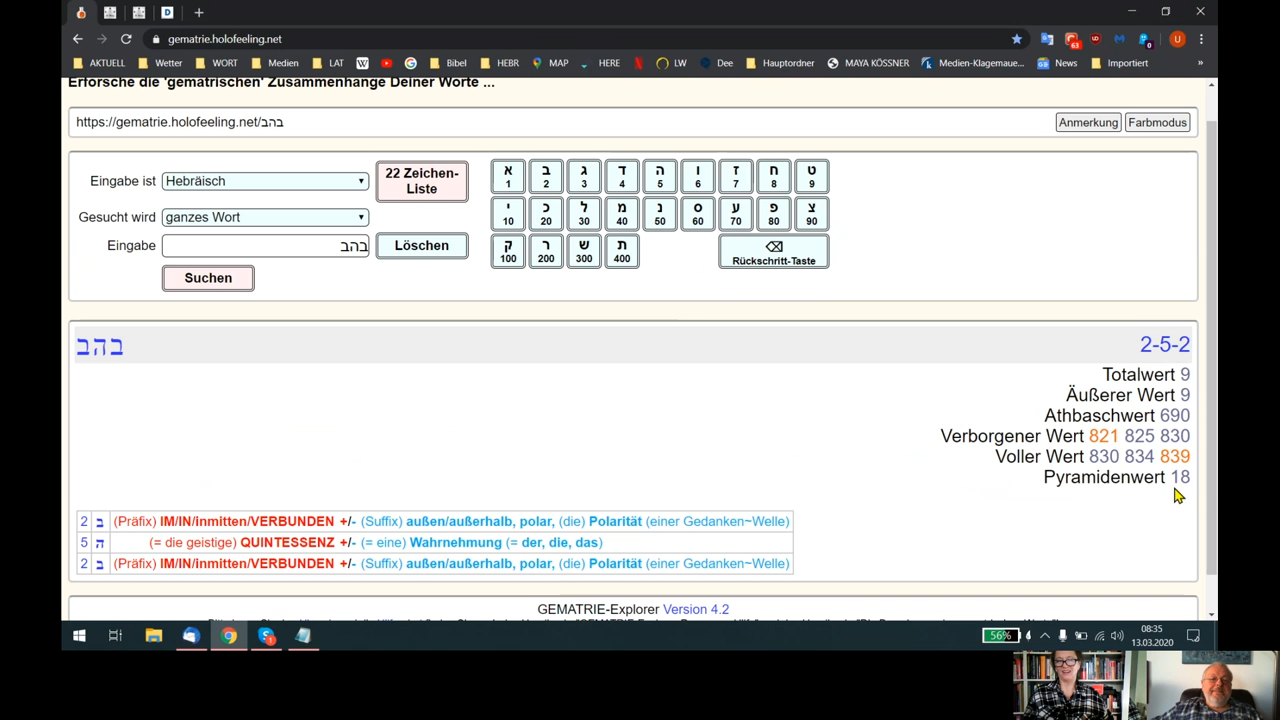 gematrie.holofeeling.net
AKTUELL Wetter WORT Medien LAT Bibel HEBR MAP HERE LW Dee Hauptordner MAYA KÖSSNER Medien-Klagemaue... News Importiert »
Erforsche die 'gematrischen' Zusammenhänge Deiner Worte ...
https://gematrie.holofeeling.net/בהב Anmerkung Farbmodus
Eingabe ist Hebräisch
22 Zeichen-
Liste
Gesucht wird ganzes Wort
Eingabe בהב Löschen
Suchen
א ב ג ד ה ו ז ח ט
1 2 3 4 5 6 7 8 9
י כ ל מ נ ס ע פ צ
10 20 30 40 50 60 70 80 90
ק ר ש ת
100 200 300 400
Rückschritt-Taste
בהב 2-5-2
Totalwert 9
Äußerer Wert 9
Athbaschwert 690
Verborgener Wert 821 825 830
Voller Wert 830 834 839
Pyramidenwert 18
2 ב (Präfix) IM/IN/inmitten/VERBUNDEN +/- (Suffix) außen/außerhalb, polar, (die) Polarität (einer Gedanken~Welle)
5 ה (= die geistige) QUINTESSENZ +/- (= eine) Wahrnehmung (= der, die, das)
2 ב (Präfix) IM/IN/inmitten/VERBUNDEN +/- (Suffix) außen/außerhalb, polar, (die) Polarität (einer Gedanken~Welle)
GEMATRIE-Explorer Version 4.2
56%
08:35
13.03.2020